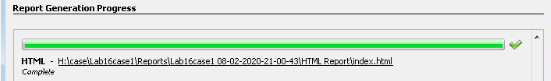 Report Generation Progress
HTML - H:\case\Lab16case1\Reports\Lab16case1 08-02-2020-21-00-43\HTML Report\index.html
Complete